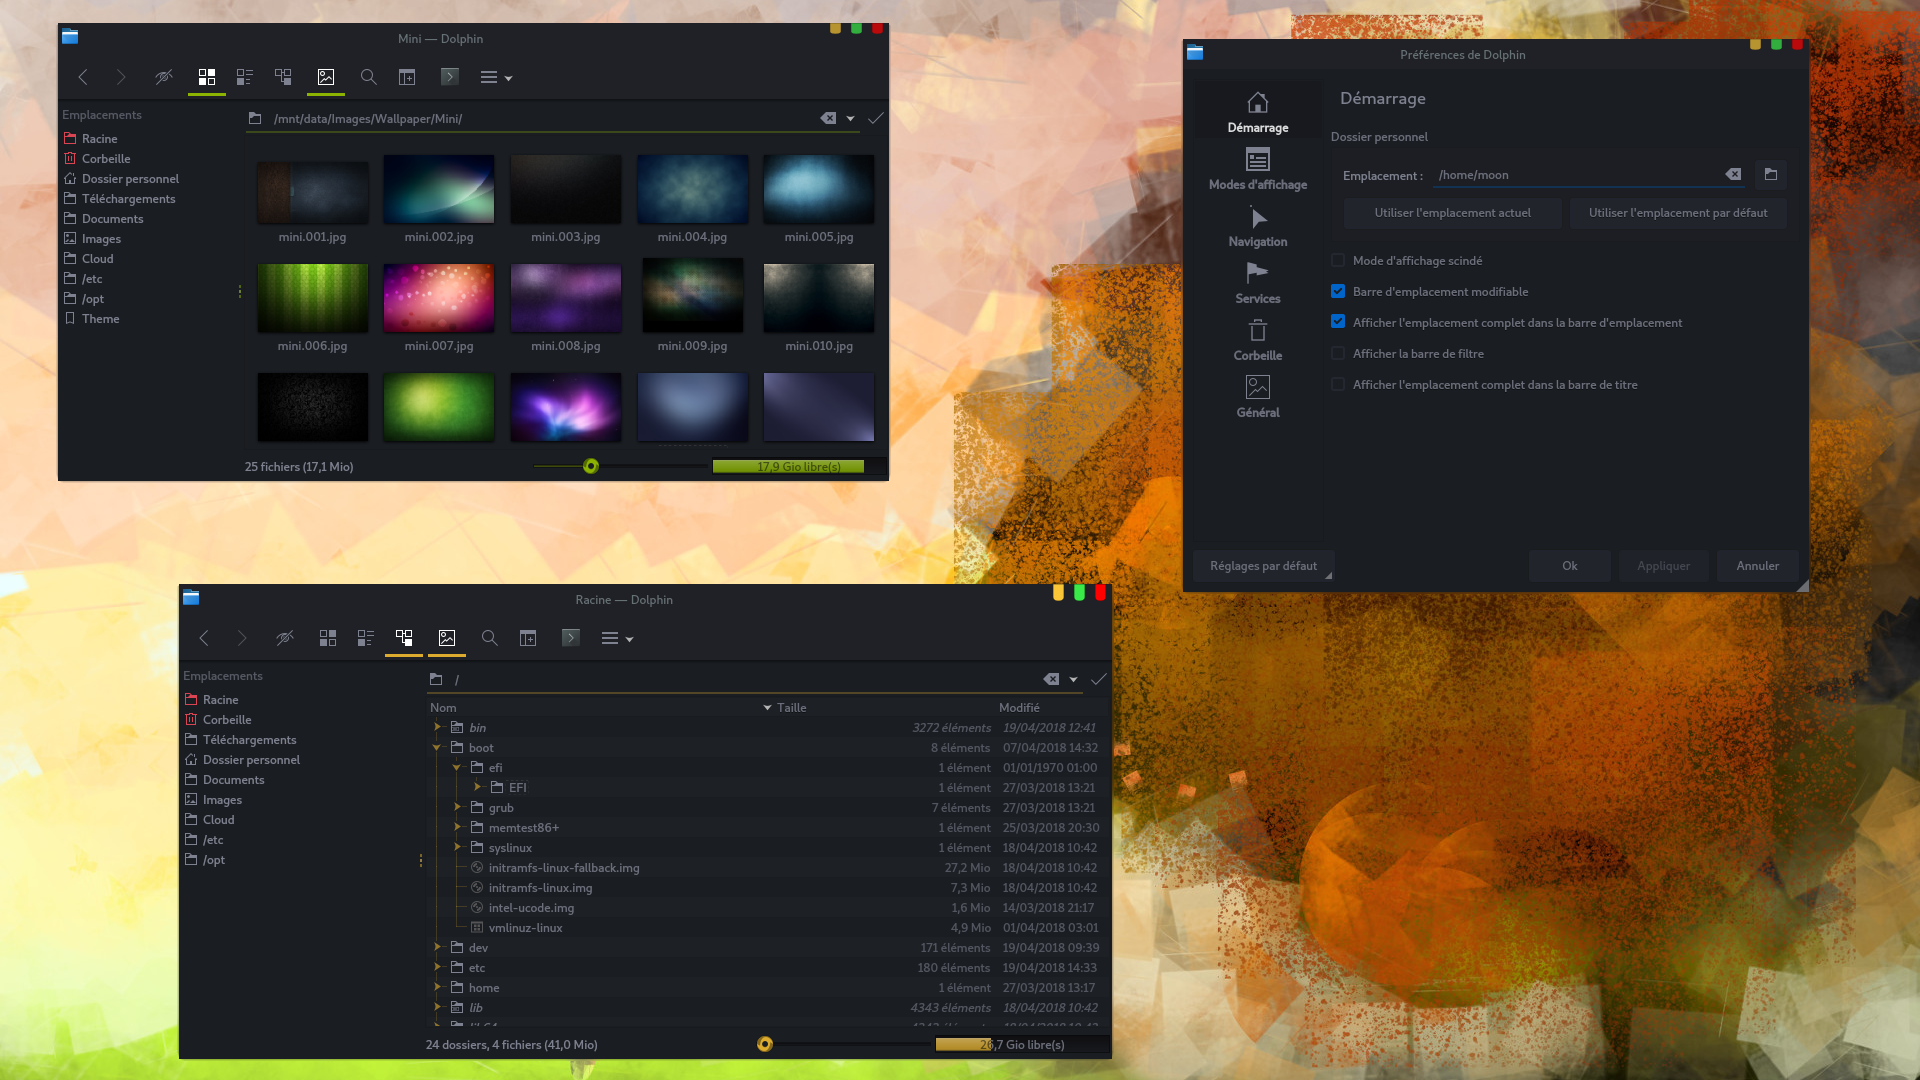 Mini — Dolphin
Emplacements
Racine
Corbeille
Dossier personnel
Téléchargements
Documents
Images
Cloud
/etc
/opt
Theme
/mnt/data/Images/Wallpaper/Mini/
mini.001.jpg
mini.002.jpg
mini.003.jpg
mini.004.jpg
mini.005.jpg
mini.006.jpg
mini.007.jpg
mini.008.jpg
mini.009.jpg
mini.010.jpg
25 fichiers (17,1 Mio)
17,9 Gio libre(s)
Préférences de Dolphin
Démarrage
Modes d'affichage
Navigation
Services
Corbeille
Général
Démarrage
Dossier personnel
Emplacement : /home/moon
Utiliser l'emplacement actuel
Utiliser l'emplacement par défaut
Mode d'affichage scindé
Barre d'emplacement modifiable
Afficher l'emplacement complet dans la barre d'emplacement
Afficher la barre de filtre
Afficher l'emplacement complet dans la barre de titre
Réglages par défaut
Ok
Appliquer
Annuler
Racine — Dolphin
Emplacements
Racine
Corbeille
Téléchargements
Dossier personnel
Documents
Images
Cloud
/etc
/opt
/
Nom Taille Modifié
bin 3272 éléments 19/04/2018 12:41
boot 8 éléments 07/04/2018 14:32
efi 1 élément 01/01/1970 01:00
EFI 1 élément 27/03/2018 13:21
grub 7 éléments 27/03/2018 13:21
memtest86+ 1 élément 25/03/2018 20:30
syslinux 1 élément 18/04/2018 10:42
initramfs-linux-fallback.img 27,2 Mio 18/04/2018 10:42
initramfs-linux.img 7,3 Mio 18/04/2018 10:42
intel-ucode.img 1,6 Mio 14/03/2018 21:17
vmlinuz-linux 4,9 Mio 01/04/2018 03:01
dev 171 éléments 19/04/2018 09:39
etc 180 éléments 19/04/2018 14:33
home 1 élément 27/03/2018 13:17
lib 4343 éléments 18/04/2018 10:42
24 dossiers, 4 fichiers (41,0 Mio)
26,7 Gio libre(s)